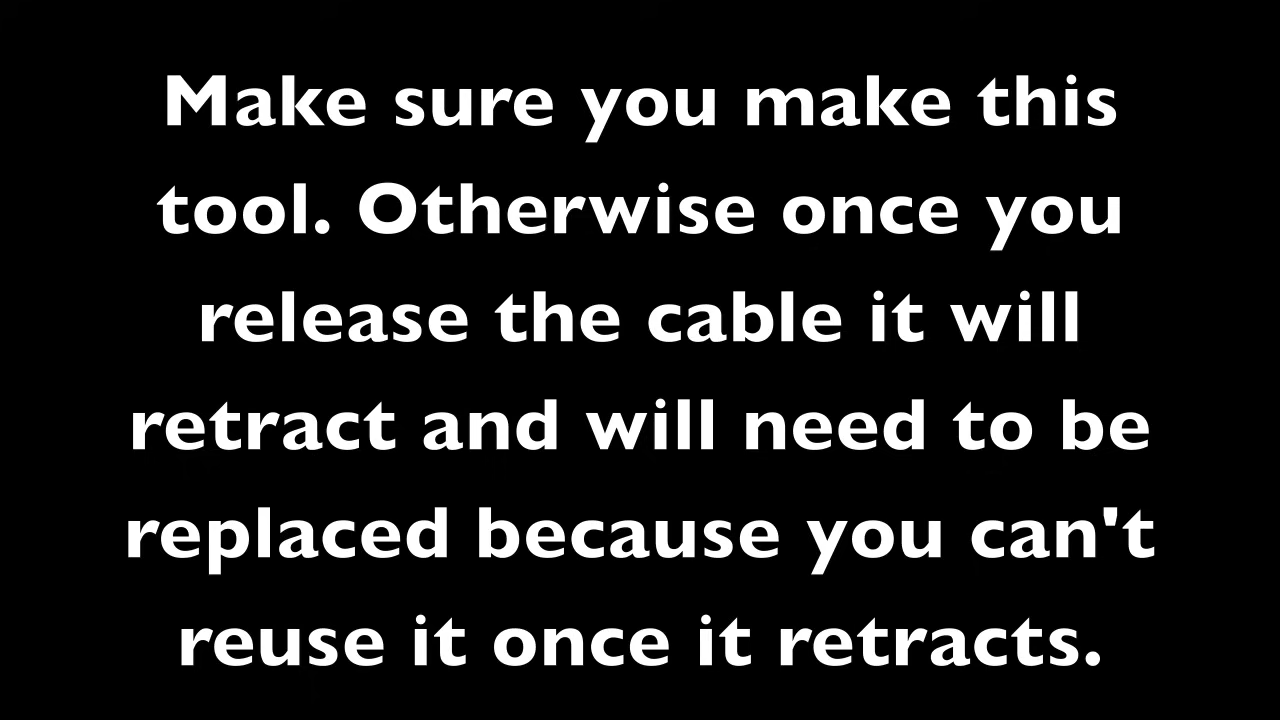 Make sure you make this
tool. Otherwise once you
release the cable it will
retract and will need to be
replaced because you can't
reuse it once it retracts.